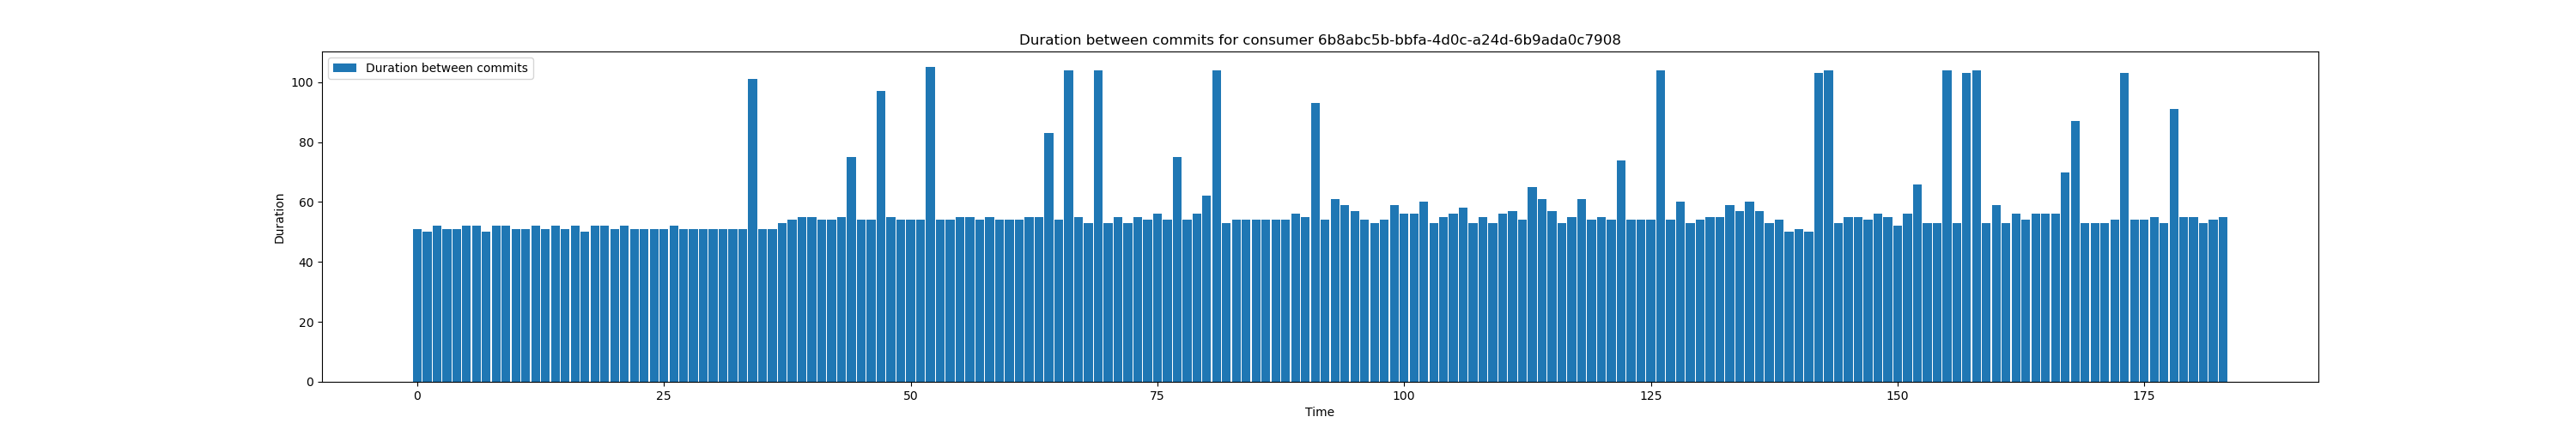 Duration between commits for consumer 6b8abc5b-bbfa-4d0c-a24d-6b9ada0c7908
Duration between commits
100
80
60
40
20
0
Duration
0 25 50 75 100 125 150 175
Time